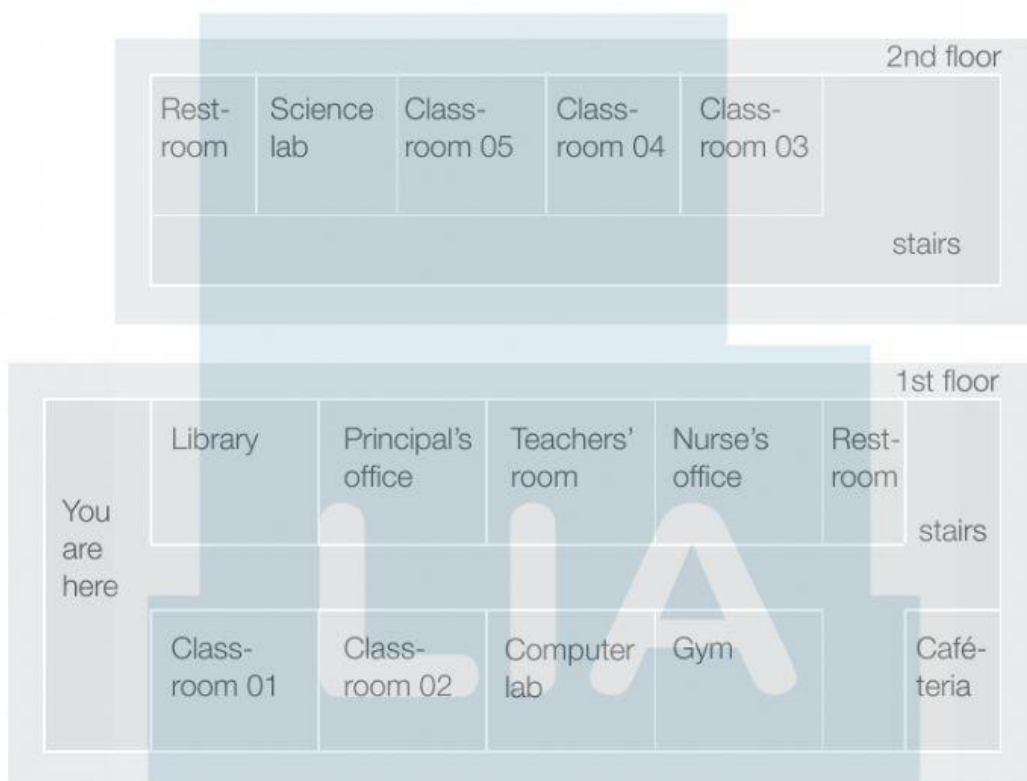 2nd floor
Rest-
room
Science
lab
Class-
room 05
Class-
room 04
Class-
room 03
stairs
1st floor
You
are
here
Library
Principal's
office
Teachers'
room
Nurse's
office
Rest-
room
stairs
LIA
Class-
room 01
Class-
room 02
Computer
lab
Gym
Café-
teria